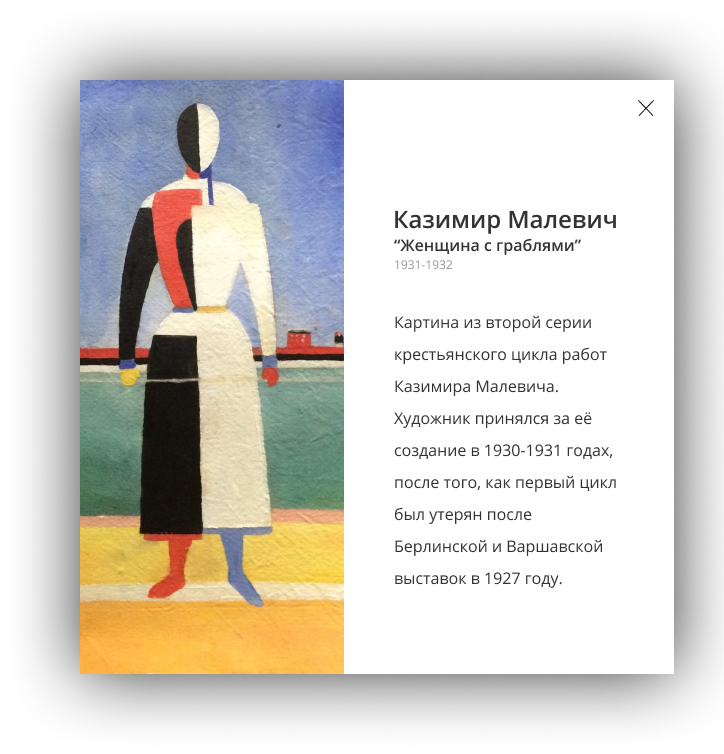 Казимир Малевич
“Женщина с граблями”
1931-1932
Картина из второй серии
крестьянского цикла работ
Казимира Малевича.
Художник принялся за её
создание в 1930-1931 годах,
после того, как первый цикл
был утерян после
Берлинской и Варшавской
выставок в 1927 году.